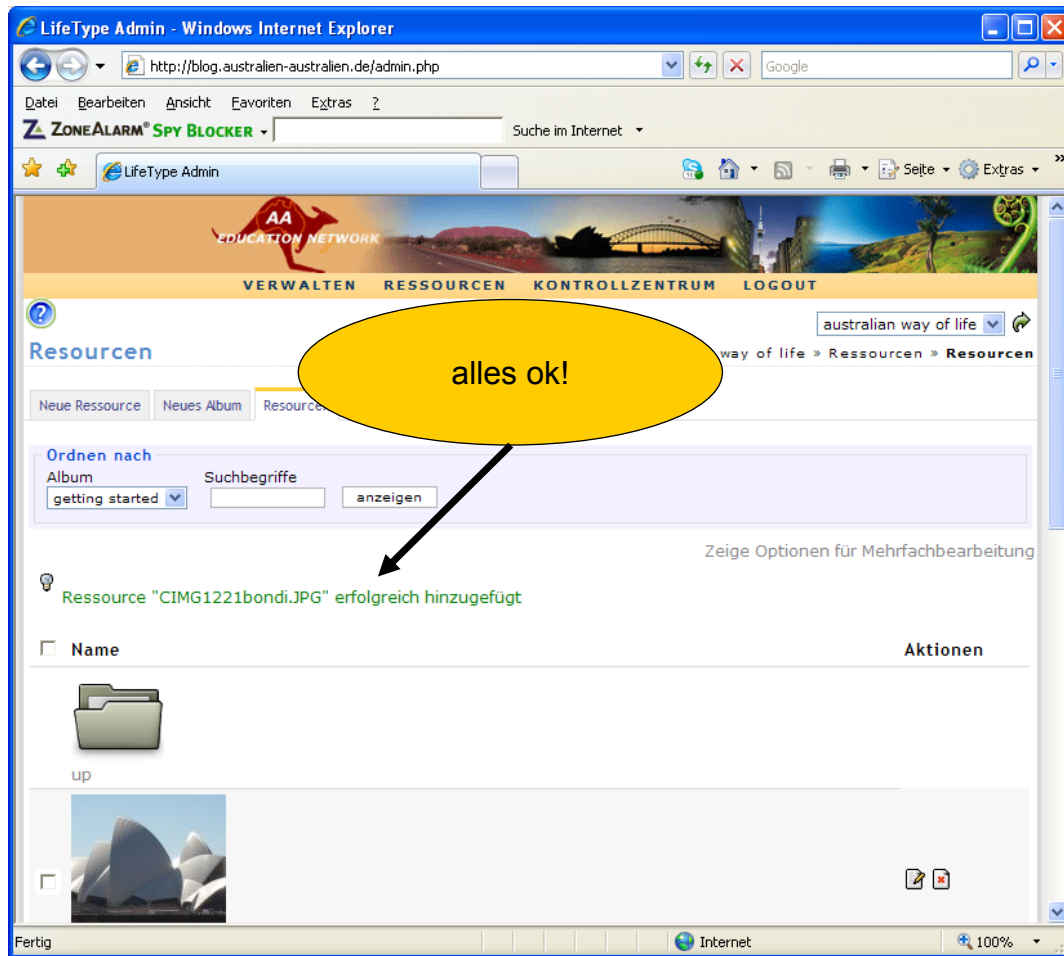 LifeType Admin - Windows Internet Explorer
http://blog.australien-australien.de/admin.php
Google
Datei Bearbeiten Ansicht Favoriten Extras ?
ZONEALARM® SPY BLOCKER
Suche im Internet
LifeType Admin
Seite
Extras
AA
EDUCATION NETWORK
VERWALTEN RESSOURCEN KONTROLLZENTRUM LOGOUT
australian way of life
Resourcen
way of life » Ressourcen » Resourcen
alles ok!
Neue Ressource
Neues Album
Resourcen
Ordnen nach
Album
Suchbegriffe
getting started
anzeigen
Zeige Optionen für Mehrfachbearbeitung
Ressource "CIMG1221bondi.JPG" erfolgreich hinzugefügt
Name
Aktionen
up
Fertig
Internet
100%